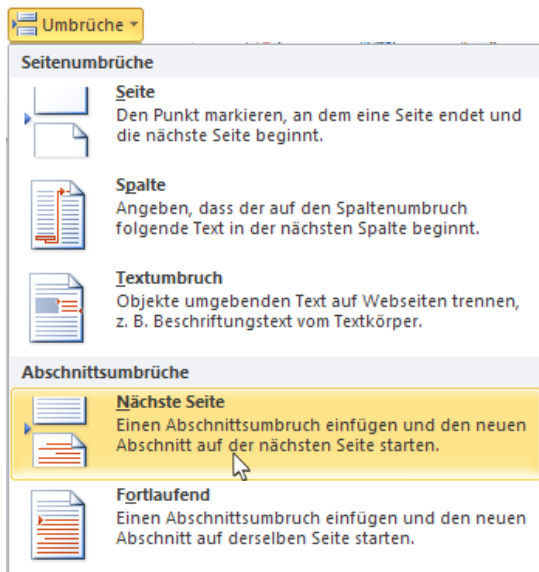 Umbrüche
Seitenumbrüche
Seite
Den Punkt markieren, an dem eine Seite endet und
die nächste Seite beginnt.
Spalte
Angeben, dass der auf den Spaltenumbruch
folgende Text in der nächsten Spalte beginnt.
Textumbruch
Objekte umgebenden Text auf Webseiten trennen,
z. B. Beschriftungstext vom Textkörper.
Abschnittsumbrüche
Nächste Seite
Einen Abschnittsumbruch einfügen und den neuen
Abschnitt auf der nächsten Seite starten.
Fortlaufend
Einen Abschnittsumbruch einfügen und den neuen
Abschnitt auf derselben Seite starten.